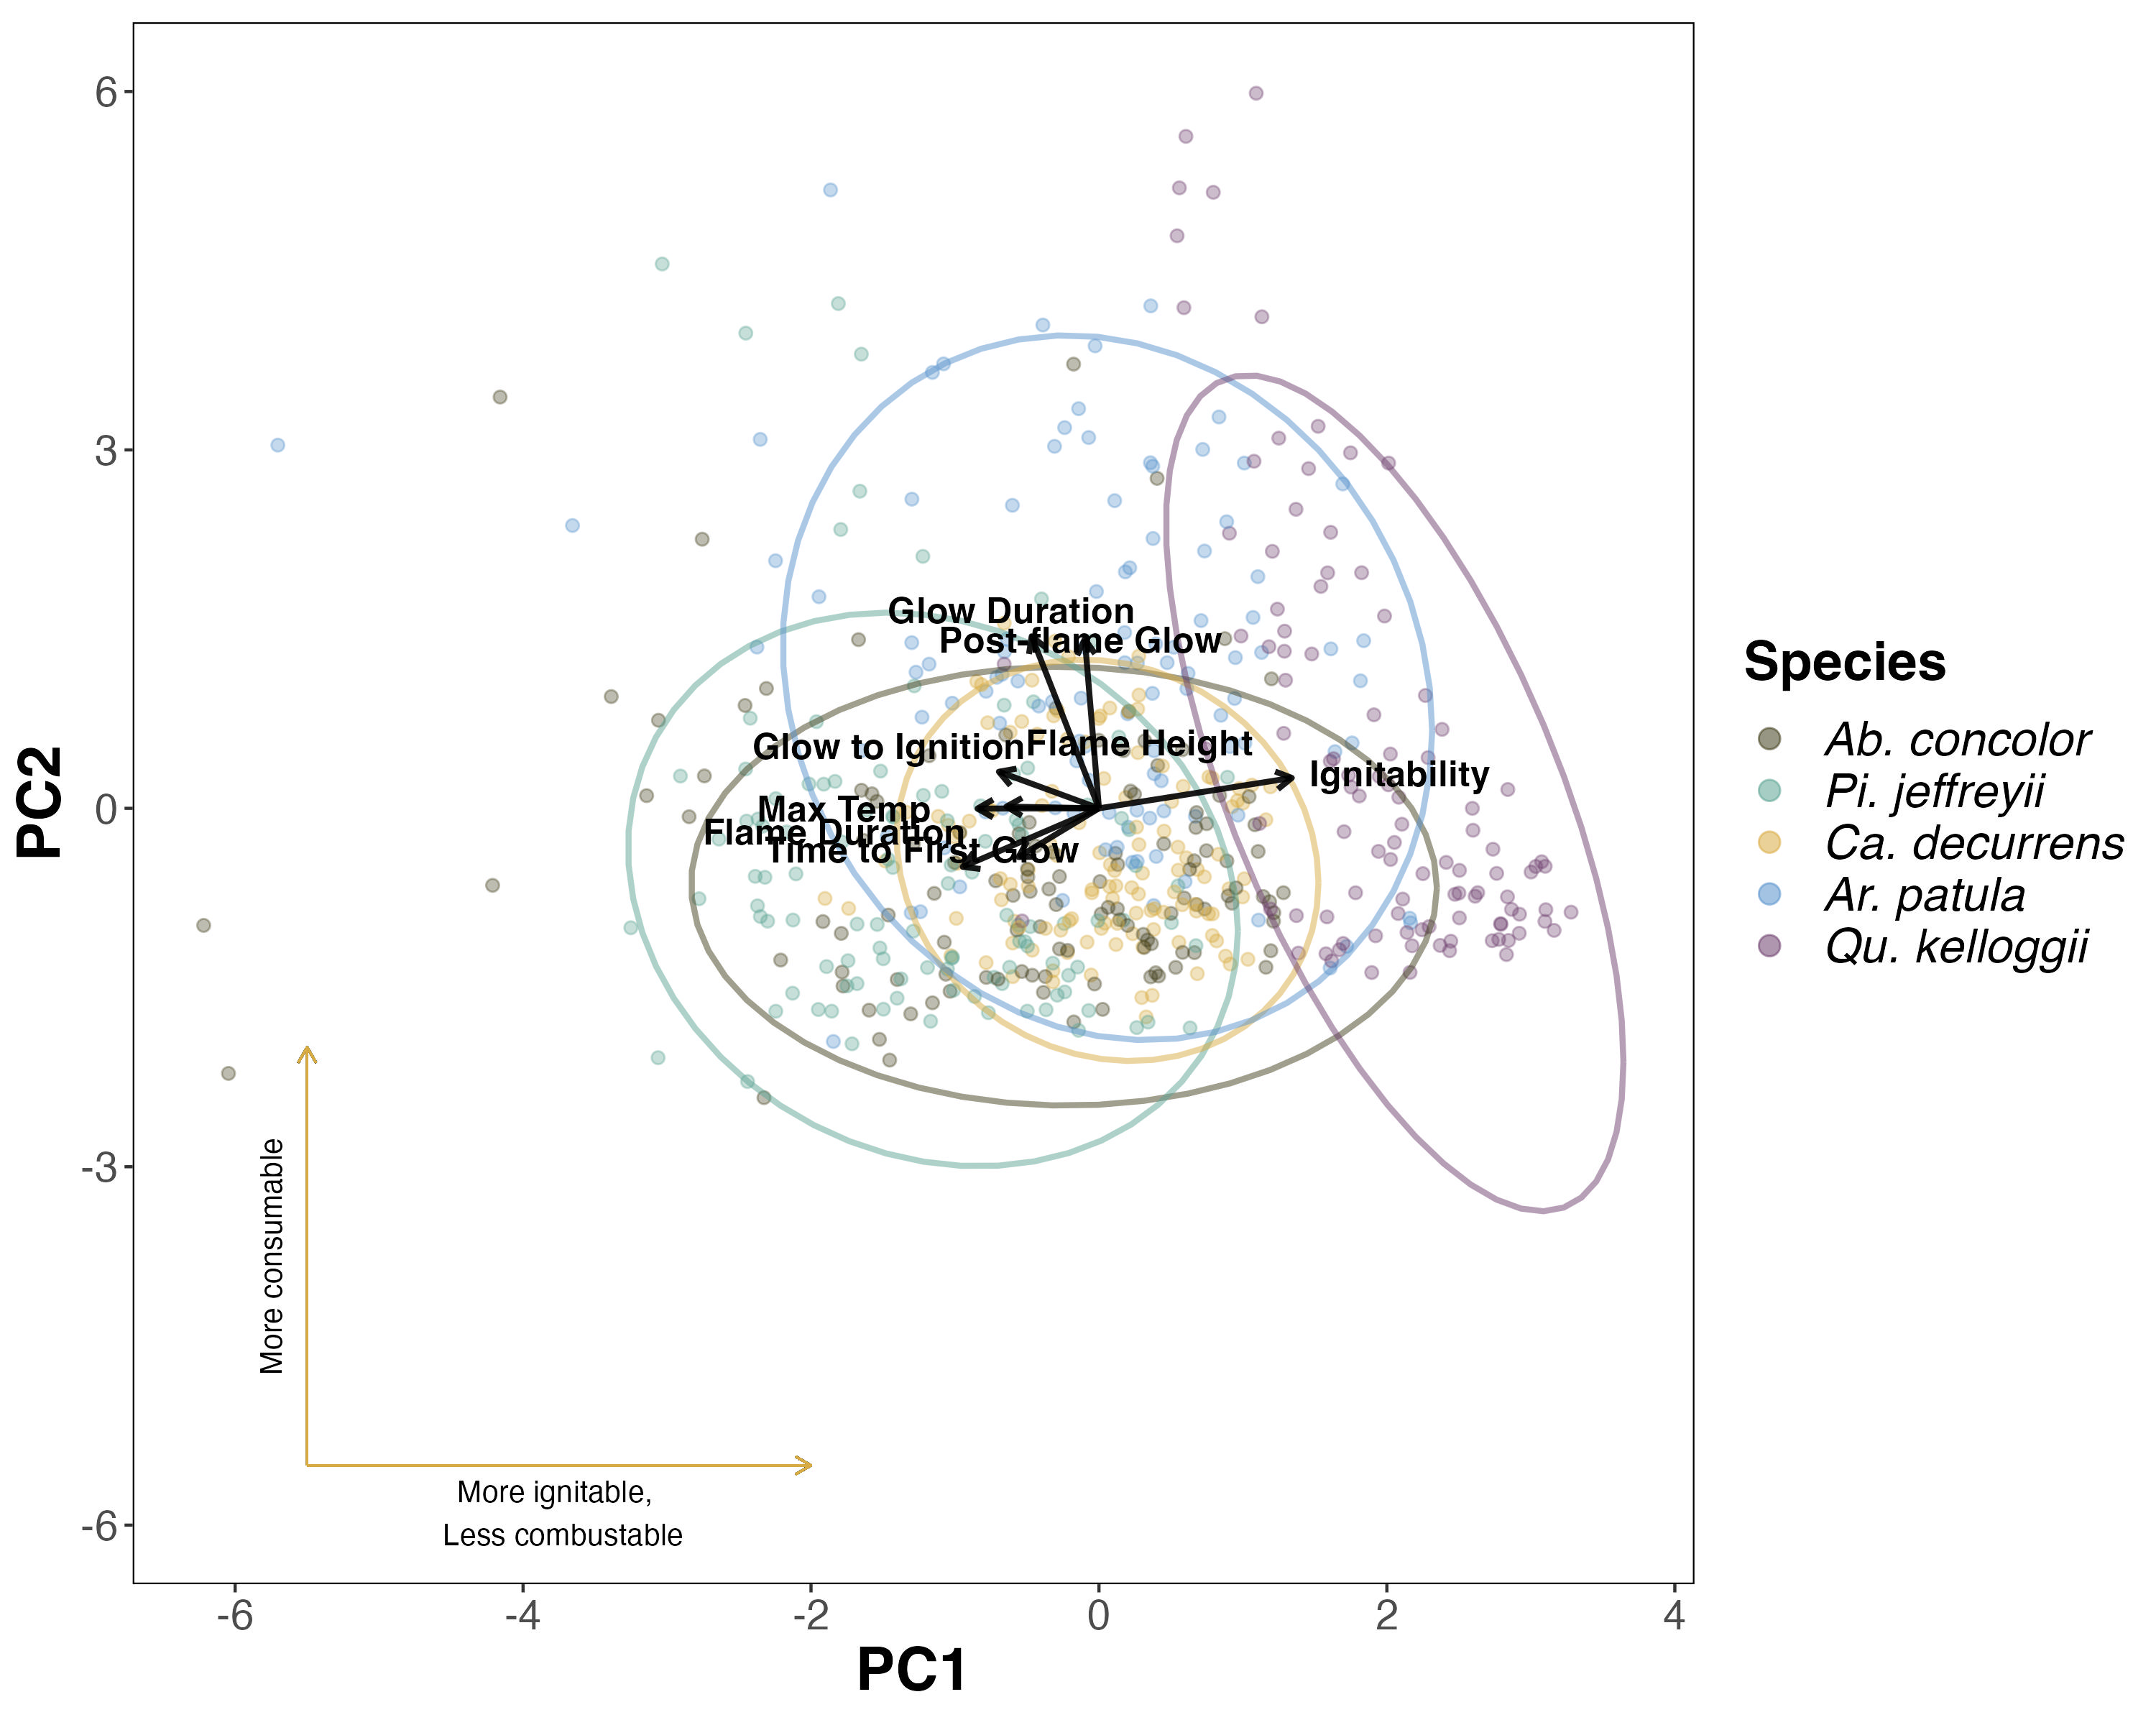 6
3
0
-3
-6
PC2
Glow Duration
Post-flame Glow
Glow to Ignition
Flame Height
Ignitability
Max Temp
Flame Duration
Time to First Glow
More consumable
More ignitable,
Less combustable
-6
-4
-2
0
2
4
PC1
Species
Ab. concolor
Pi. jeffreyii
Ca. decurrens
Ar. patula
Qu. kelloggii